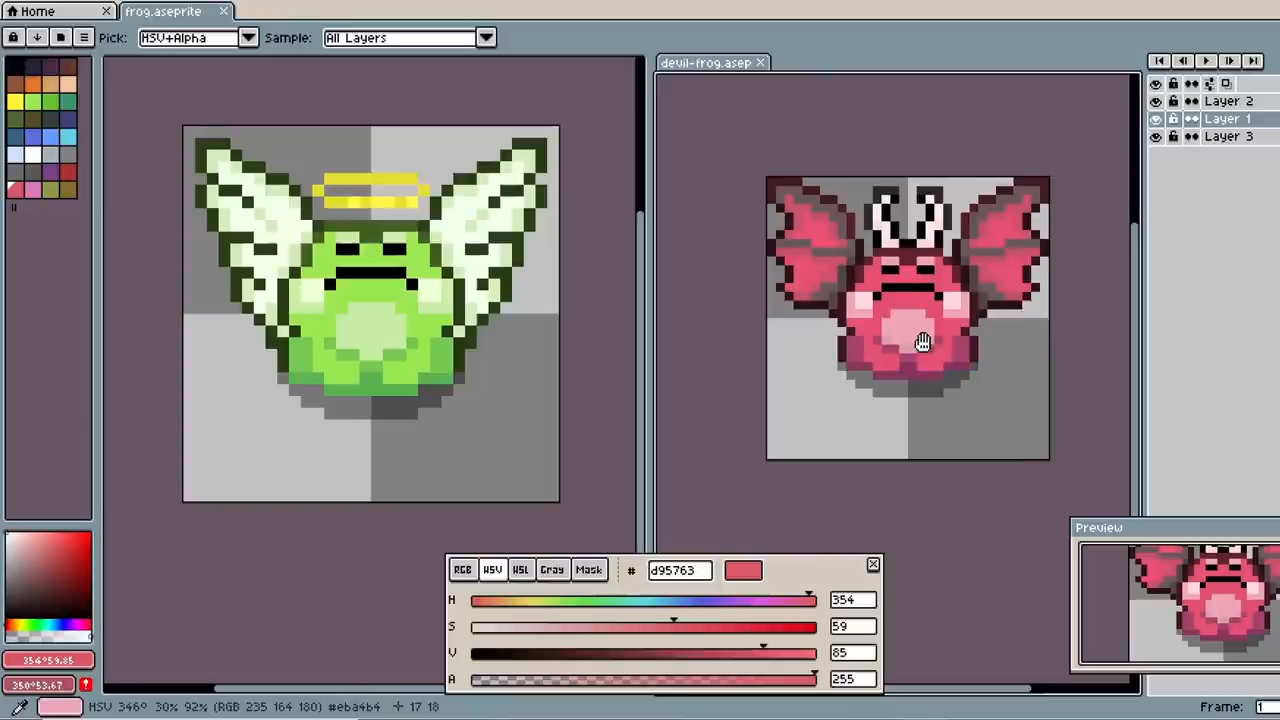 Home
frog.aseprite
Pick: HSV+Alpha Sample: All Layers
devil-frog.asep
Layer 2
Layer 1
Layer 3
Preview
RGB HSV HSL Gray Mask # d95763
H 354
S 59
V 85
A 255
354°59.85
350°53.67
HSV 346° 30% 92% (RGB 235 164 180) #eba4b4 17 18
Frame: 1